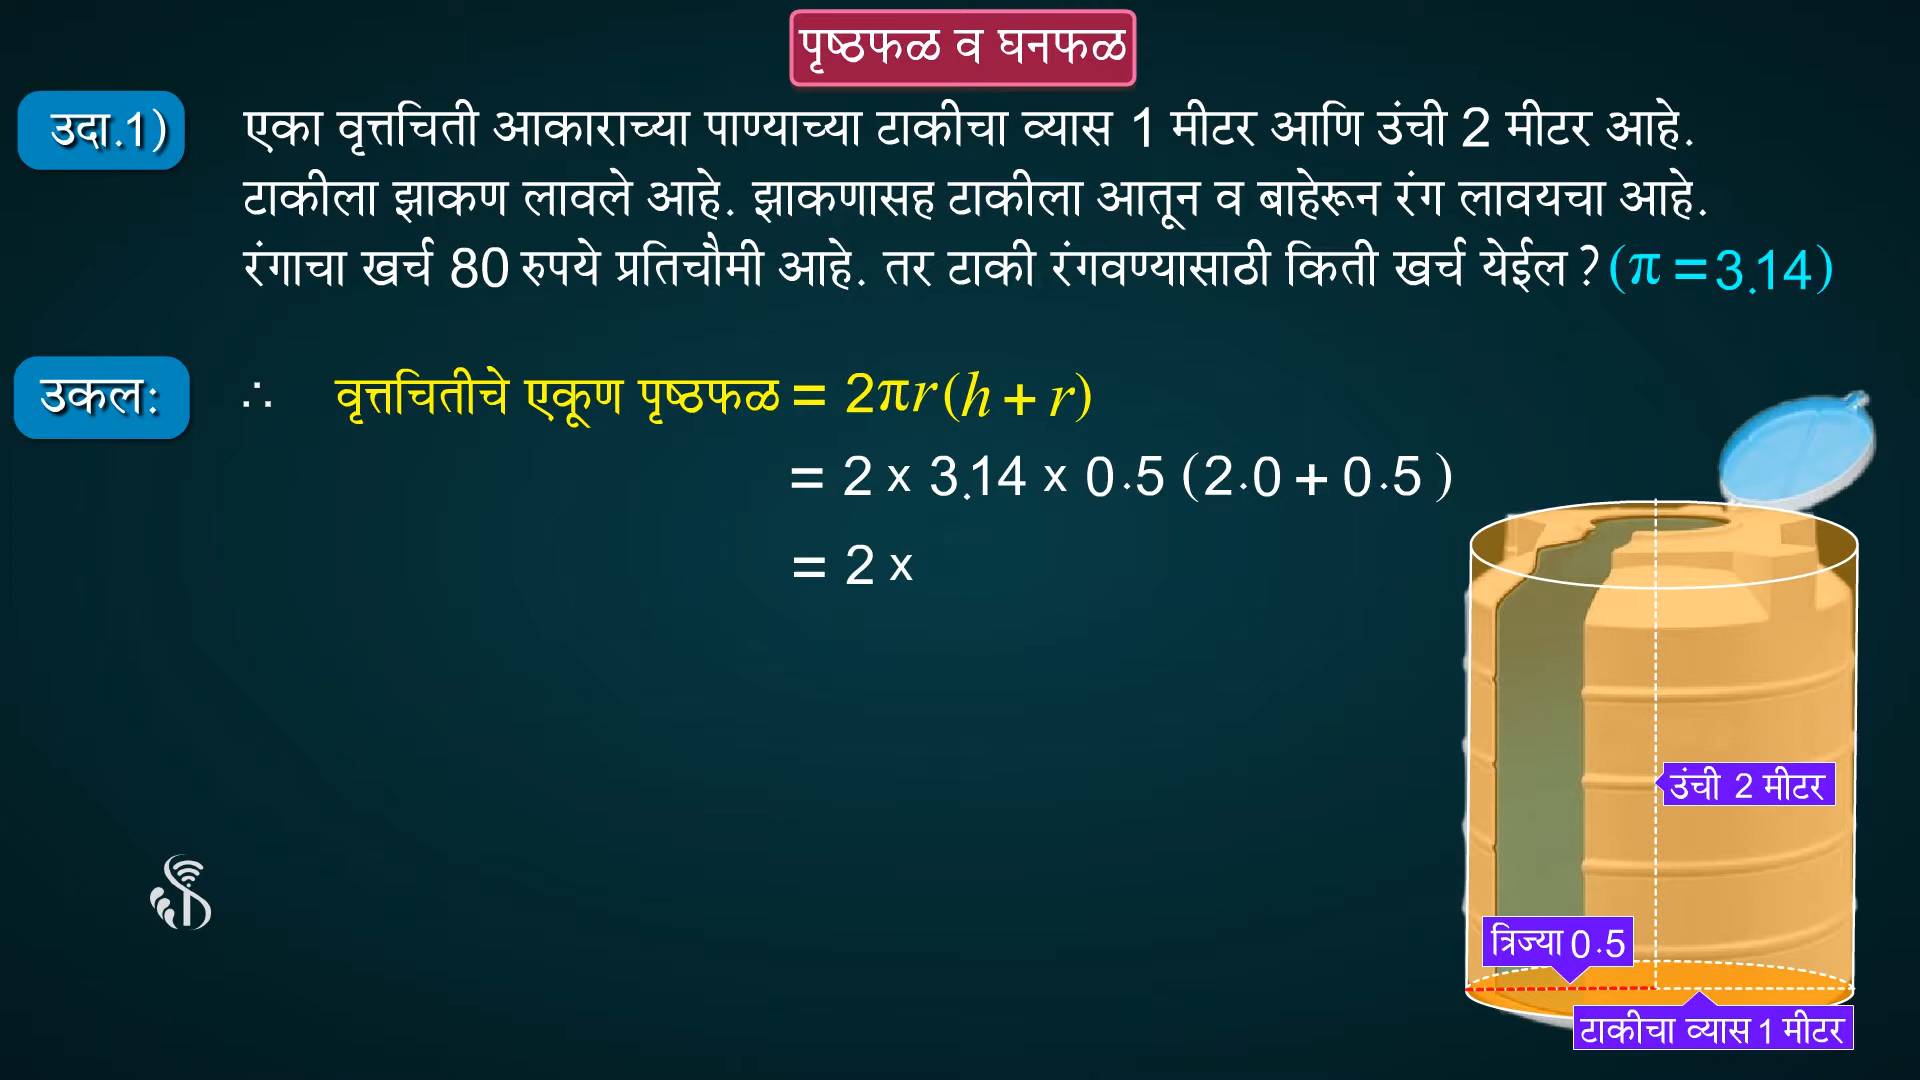 पृष्ठफळ व घनफळ
उदा.1) एका वृत्तचिती आकाराच्या पाण्याच्या टाकीचा व्यास 1 मीटर आणि उंची 2 मीटर आहे.
टाकीला झाकण लावले आहे. झाकणासह टाकीला आतून व बाहेरून रंग लावयचा आहे.
रंगाचा खर्च 80 रुपये प्रतिचौमी आहे. तर टाकी रंगवण्यासाठी किती खर्च येईल? (π = 3.14)
उकल: ∴ वृत्तचितीचे एकूण पृष्ठफळ = 2πr(h + r)
= 2 x 3.14 x 0.5 (2.0 + 0.5 )
= 2 x
उंची 2 मीटर
त्रिज्या 0.5
टाकीचा व्यास 1 मीटर